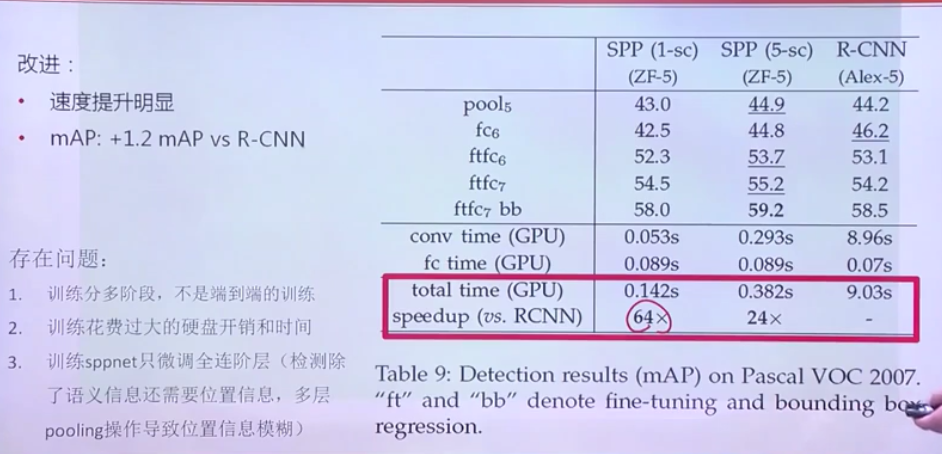 改进：
• 速度提升明显
• mAP: +1.2 mAP vs R-CNN
存在问题：
1. 训练分多阶段，不是端到端的训练
2. 训练花费过大的硬盘开销和时间
3. 训练sppnet只微调全连阶层（检测除
了语义信息还需要位置信息，多层
pooling操作导致位置信息模糊）
SPP (1-sc) SPP (5-sc) R-CNN
(ZF-5) (ZF-5) (Alex-5)
pool5 43.0 44.9 44.2
fc6 42.5 44.8 46.2
ftfc6 52.3 53.7 53.1
ftfc7 54.5 55.2 54.2
ftfc7 bb 58.0 59.2 58.5
conv time (GPU) 0.053s 0.293s 8.96s
fc time (GPU) 0.089s 0.089s 0.07s
total time (GPU) 0.142s 0.382s 9.03s
speedup (vs. RCNN) 64× 24× -
Table 9: Detection results (mAP) on Pascal VOC 2007.
“ft” and “bb” denote fine-tuning and bounding box
regression.